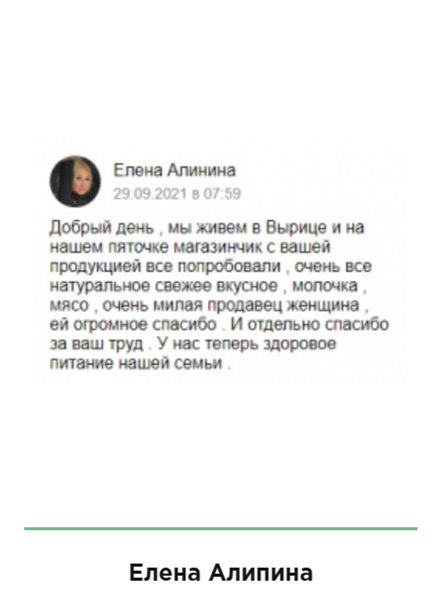 Елена Алинина
29.09.2021 в 07:59
Добрый день , мы живем в Вырице и на
нашем пяточке магазинчик с вашей
продукцией все попробовали , очень все
натуральное свежее вкусное , молочка ,
мясо , очень милая продавец женщина ,
ей огромное спасибо . И отдельно спасибо
за ваш труд . У нас теперь здоровое
питание нашей семьи .
Елена Алипина